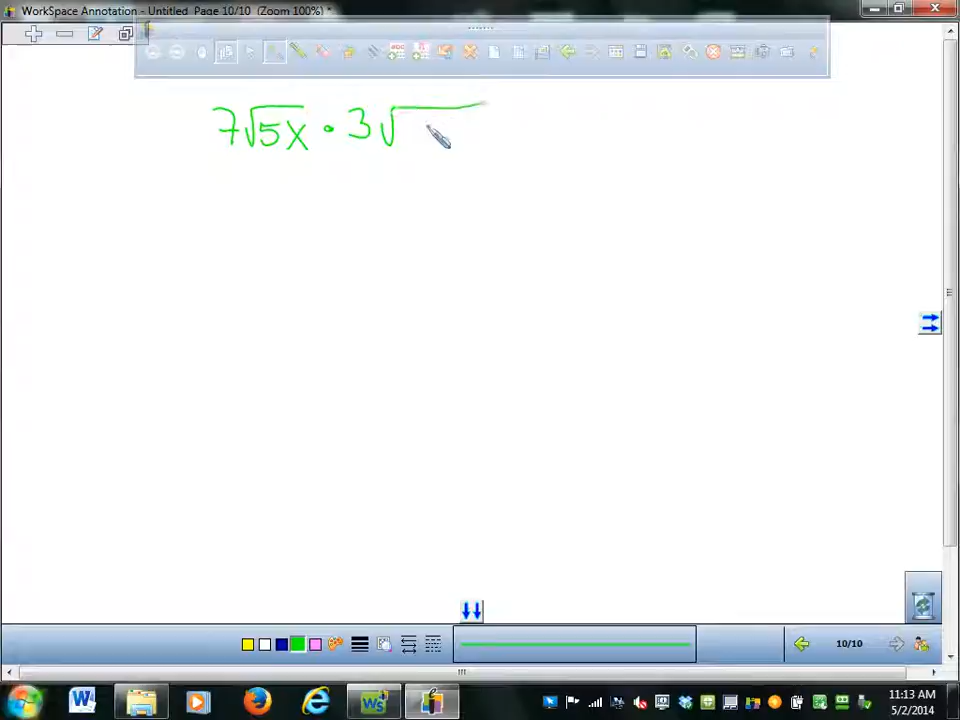 WorkSpace Annotation - Untitled Page 10/10 (Zoom 100%) *
7√5x · 3√
10/10
11:13 AM
5/2/2014